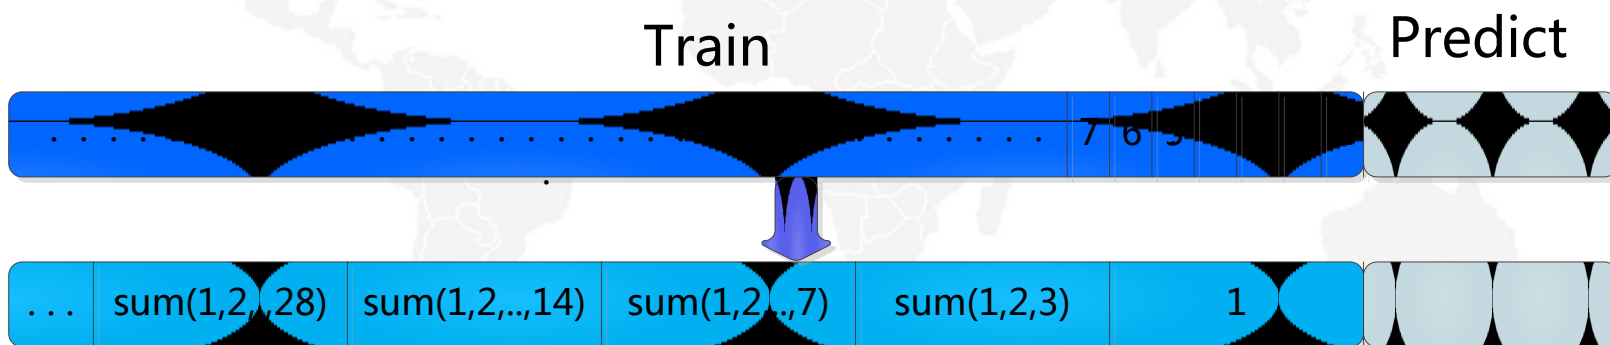 Train
Predict
. . . . . . . . . . . . . . . . . . . . . . . . . . . . . . . . . . 7 6 5
. . . sum(1,2,.,28) sum(1,2,..,14) sum(1,2,..,7) sum(1,2,3) 1